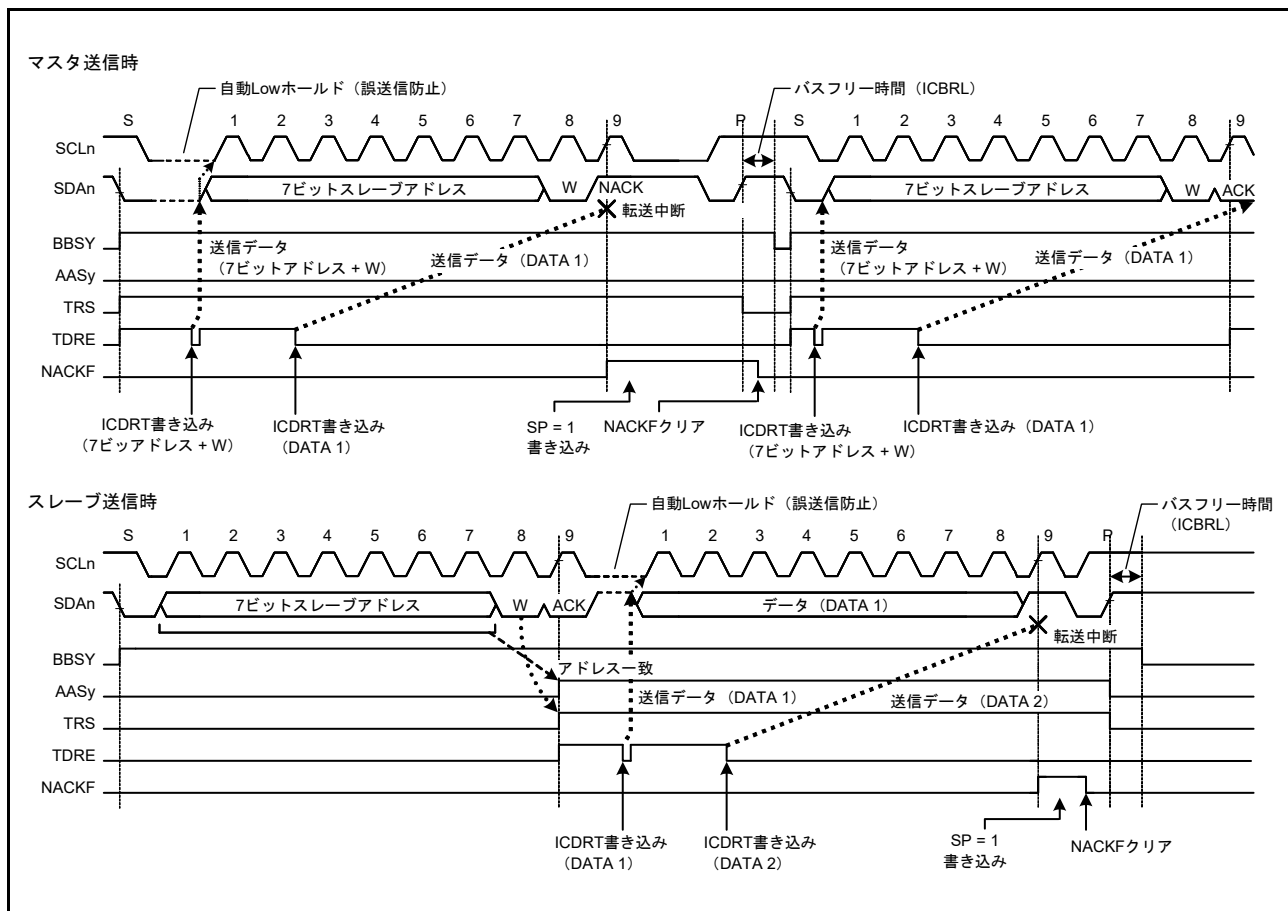 マスタ送信時
自動Lowホールド（誤送信防止）
バスフリー時間（ICBRL）
S 1 2 3 4 5 6 7 8 9 P S 1 2 3 4 5 6 7 8 9
SCLn
SDAn 7ビットスレーブアドレス W NACK 7ビットスレーブアドレス W ACK
転送中断
BBSY
送信データ
（7ビットアドレス + W）
送信データ（DATA 1）
送信データ
（7ビットアドレス + W）
送信データ（DATA 1）
AASy
TRS
TDRE
NACKF
ICDRT書き込み
（7ビッアドレス + W）
ICDRT書き込み
（DATA 1）
SP = 1
書き込み
NACKFクリア
ICDRT書き込み
（7ビットアドレス + W）
ICDRT書き込み（DATA 1）
スレーブ送信時
自動Lowホールド（誤送信防止）
バスフリー時間
（ICBRL）
S 1 2 3 4 5 6 7 8 9 1 2 3 4 5 6 7 8 9 P
SCLn
SDAn 7ビットスレーブアドレス W ACK データ（DATA 1）
転送中断
BBSY
アドレス一致
AASy
送信データ（DATA 1）
送信データ（DATA 2）
TRS
TDRE
NACKF
ICDRT書き込み
（DATA 1）
ICDRT書き込み
（DATA 2）
SP = 1
書き込み
NACKFクリア